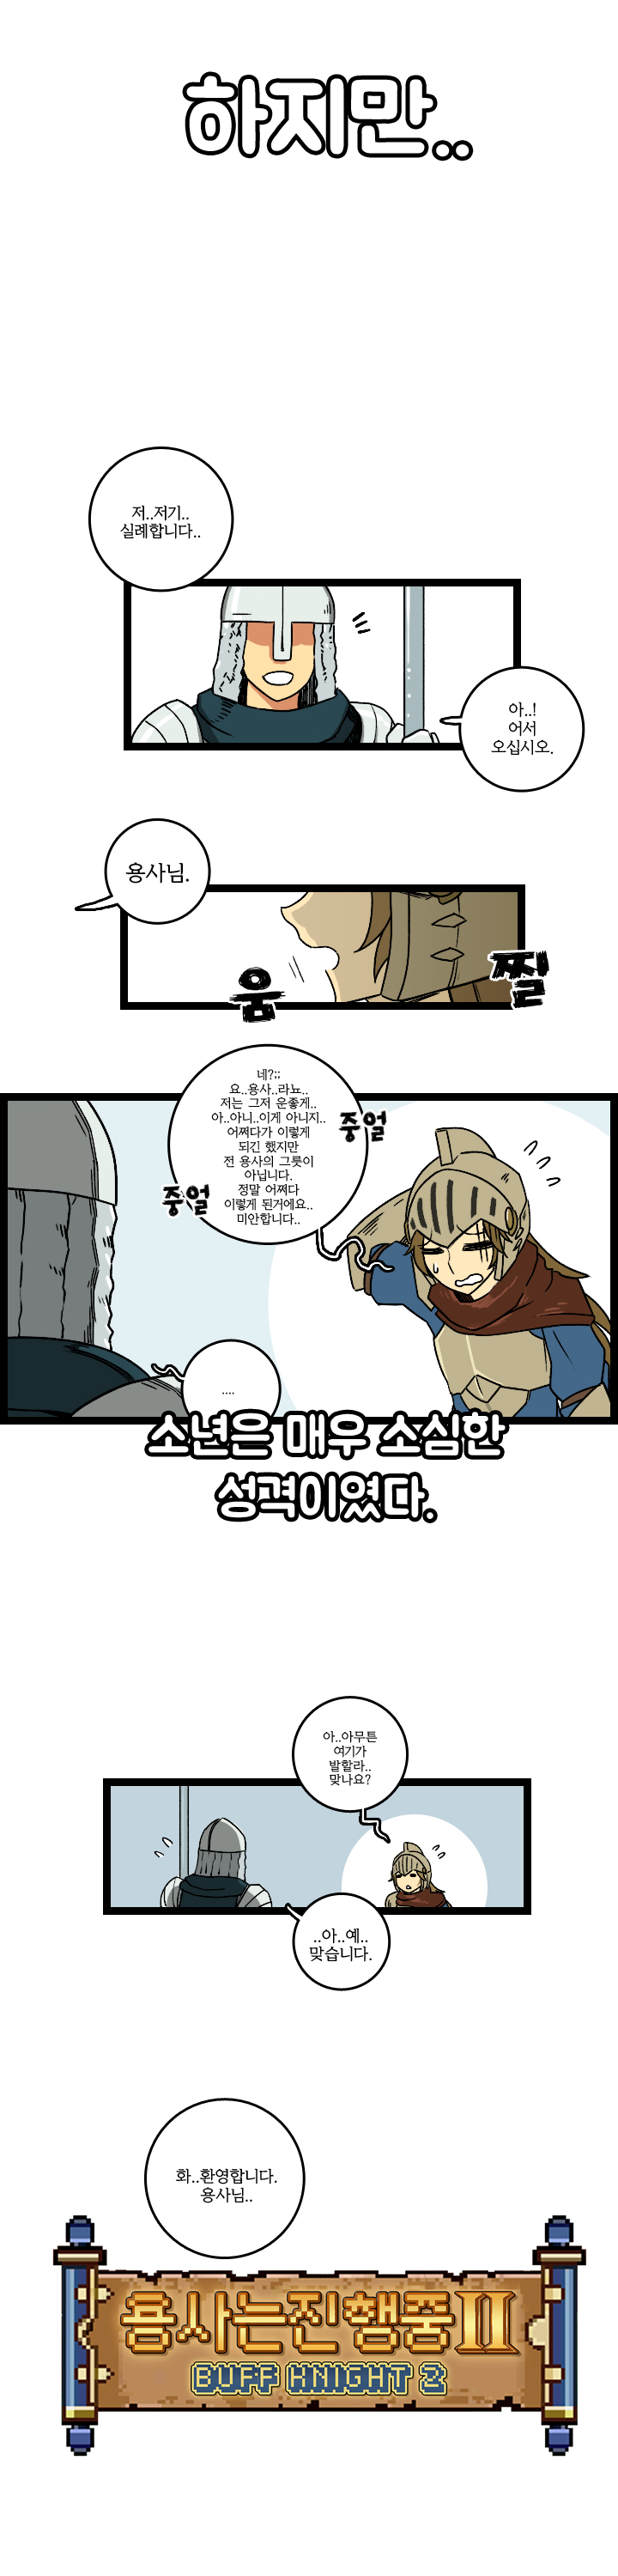 하지만..
저..저기..
실례합니다..
아..!
어서
오십시오.
용사님.
움
찔
네?;;
요..용사..라뇨..
저는 그저 운좋게..
아..아니..이게 아니지..
어쩌다가 이렇게
되긴 했지만
전 용사의 그릇이
아닙니다.
정말 어쩌다
이렇게 된거에요..
미안합니다..
중얼
중얼
....
소년은 매우 소심한
성격이였다.
아..아무튼
여기가
발할라..
맞나요?
..아..예..
맞습니다.
화..환영합니다.
용사님..
용사는진행중II
BUFF KNIGHT 2